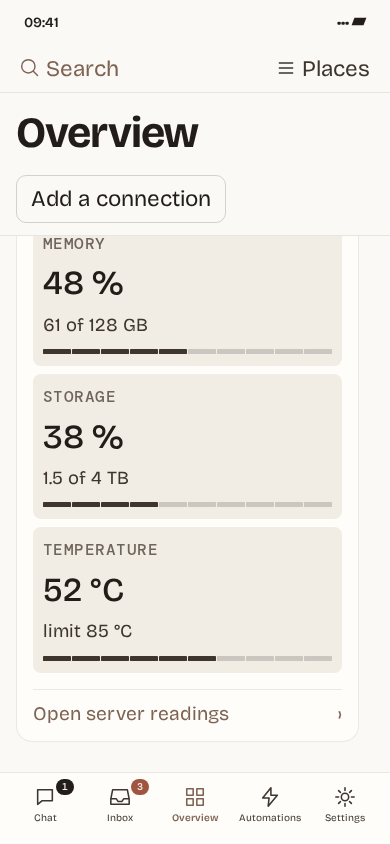 09:41
Search
Places
Overview
Add a connection
MEMORY
48 %
61 of 128 GB
STORAGE
38 %
1.5 of 4 TB
TEMPERATURE
52 °C
limit 85 °C
Open server readings ›
1
3
Chat
Inbox
Overview
Automations
Settings